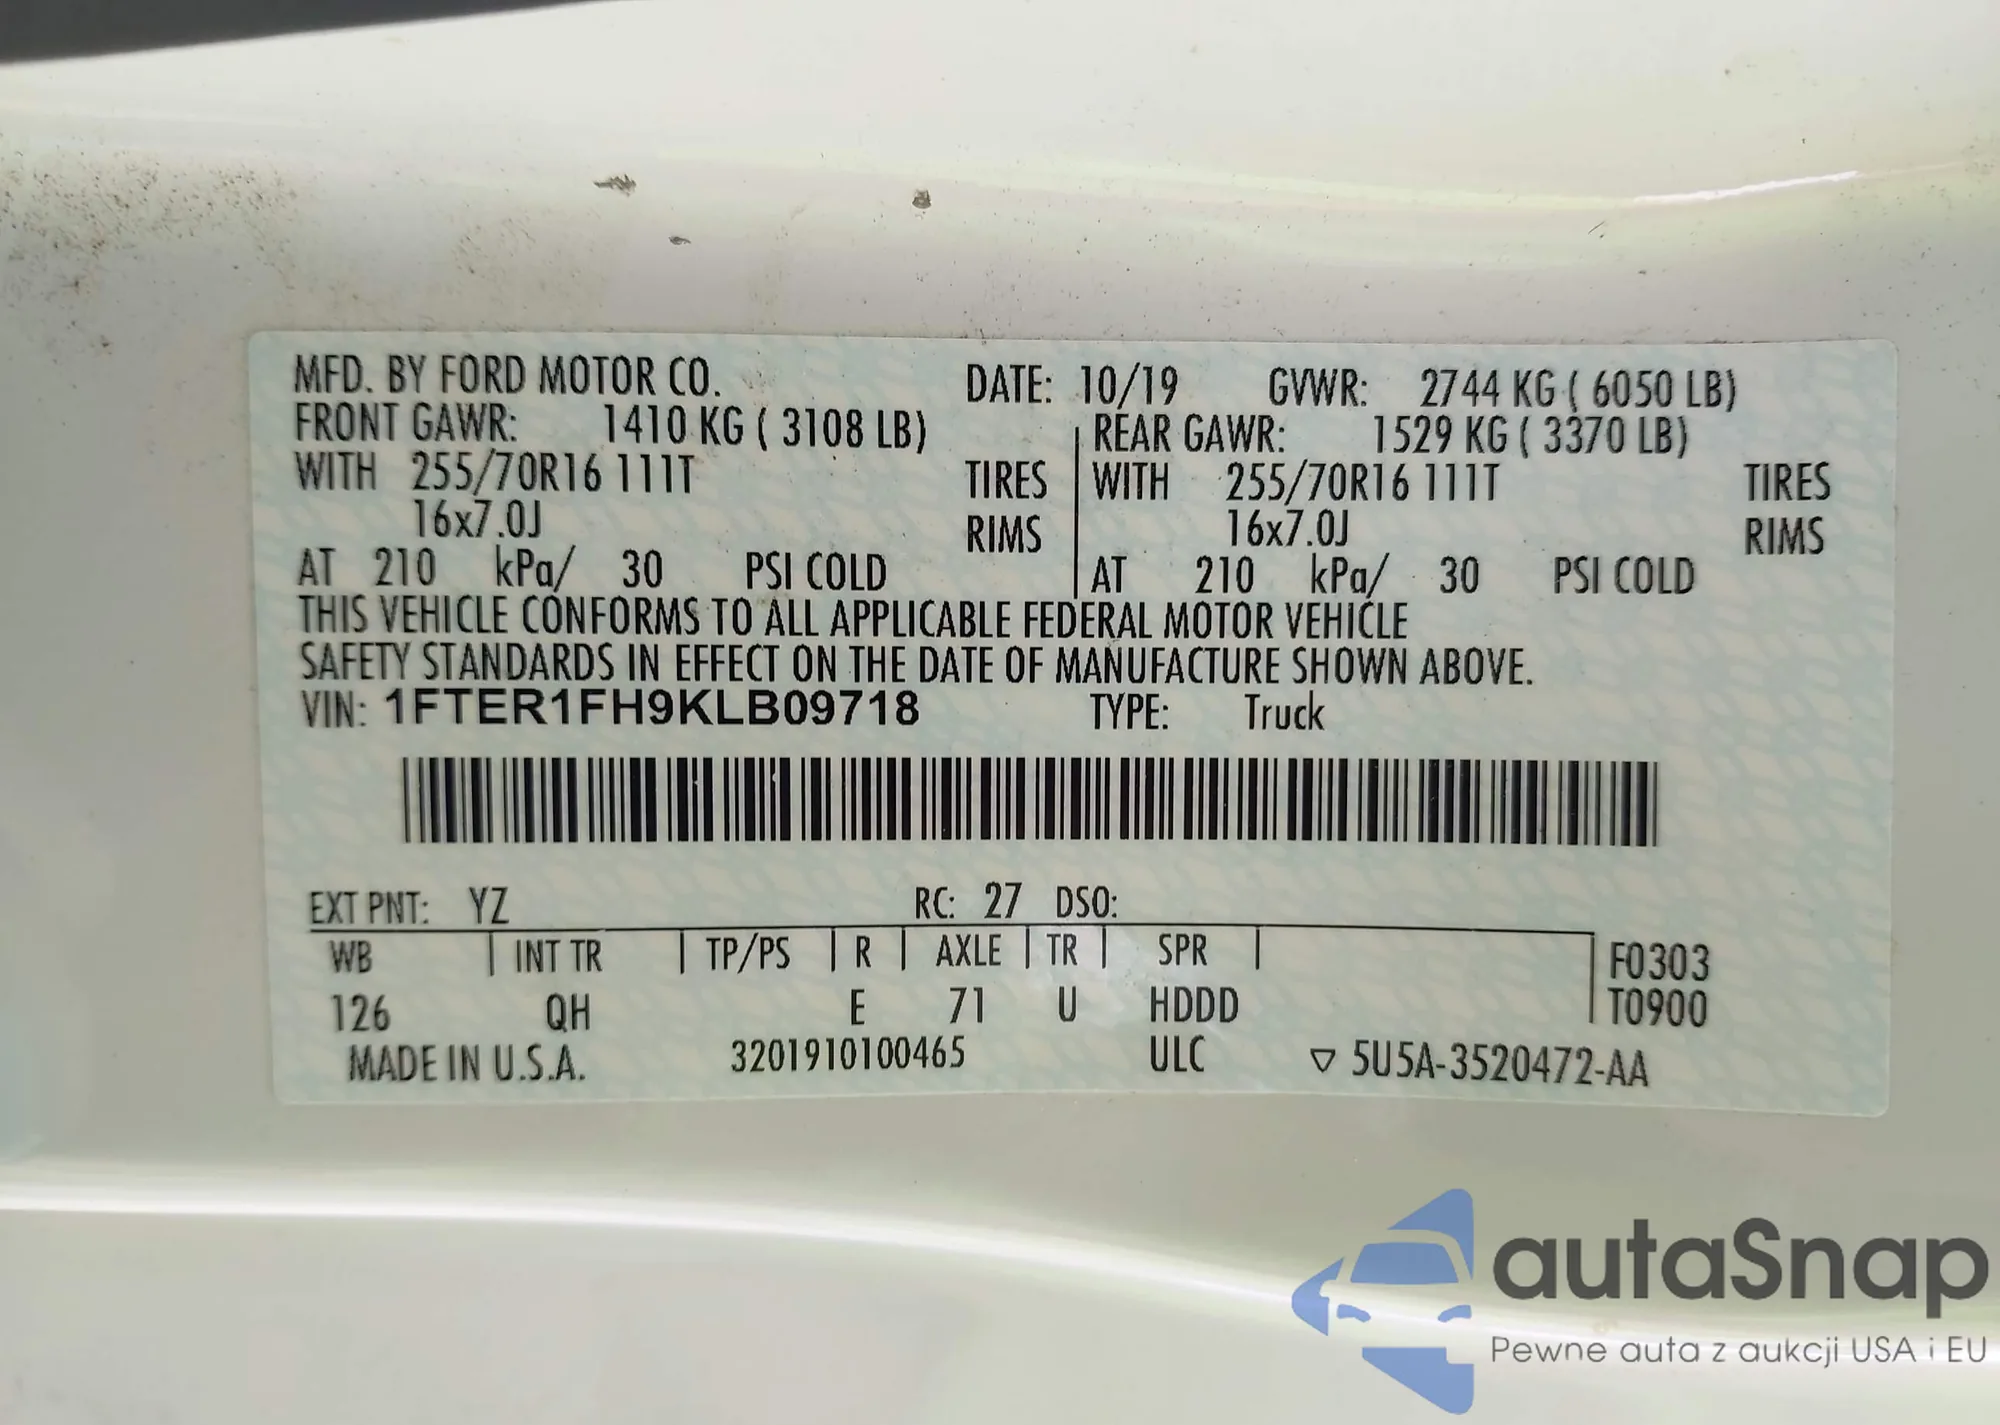 MFD. BY FORD MOTOR CO. DATE: 10/19 GVWR: 2744 KG ( 6050 LB)
FRONT GAWR: 1410 KG ( 3108 LB) REAR GAWR: 1529 KG ( 3370 LB)
WITH 255/70R16 111T TIRES WITH 255/70R16 111T TIRES
16x7.0J RIMS 16x7.0J RIMS
AT 210 kPa/ 30 PSI COLD AT 210 kPa/ 30 PSI COLD
THIS VEHICLE CONFORMS TO ALL APPLICABLE FEDERAL MOTOR VEHICLE
SAFETY STANDARDS IN EFFECT ON THE DATE OF MANUFACTURE SHOWN ABOVE.
VIN: 1FTER1FH9KLB09718 TYPE: Truck
EXT PNT: YZ RC: 27 DSO:
WB INT TR TP/PS R AXLE TR SPR F0303
126 QH E 71 U HDDD T0900
MADE IN U.S.A. 3201910100465 ULC ▽ 5U5A-3520472-AA
autaSnap
Pewne auta z aukcji USA i EU